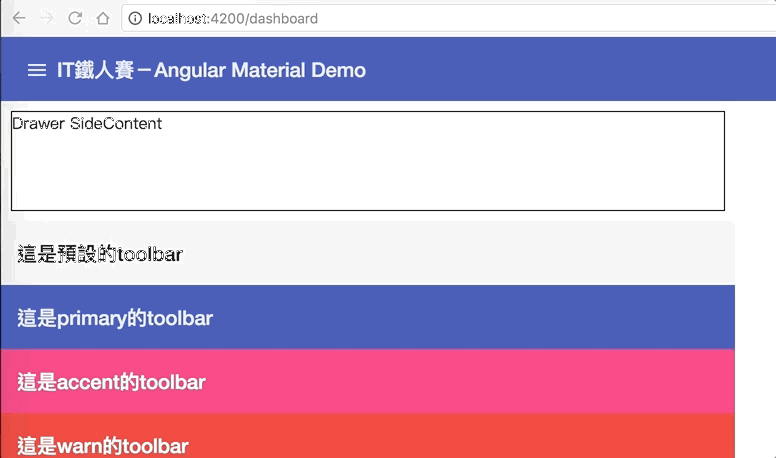 localhost:4200/dashboard
IT鐵人賽－Angular Material Demo
Drawer SideContent
這是預設的toolbar
這是primary的toolbar
這是accent的toolbar
這是warn的toolbar